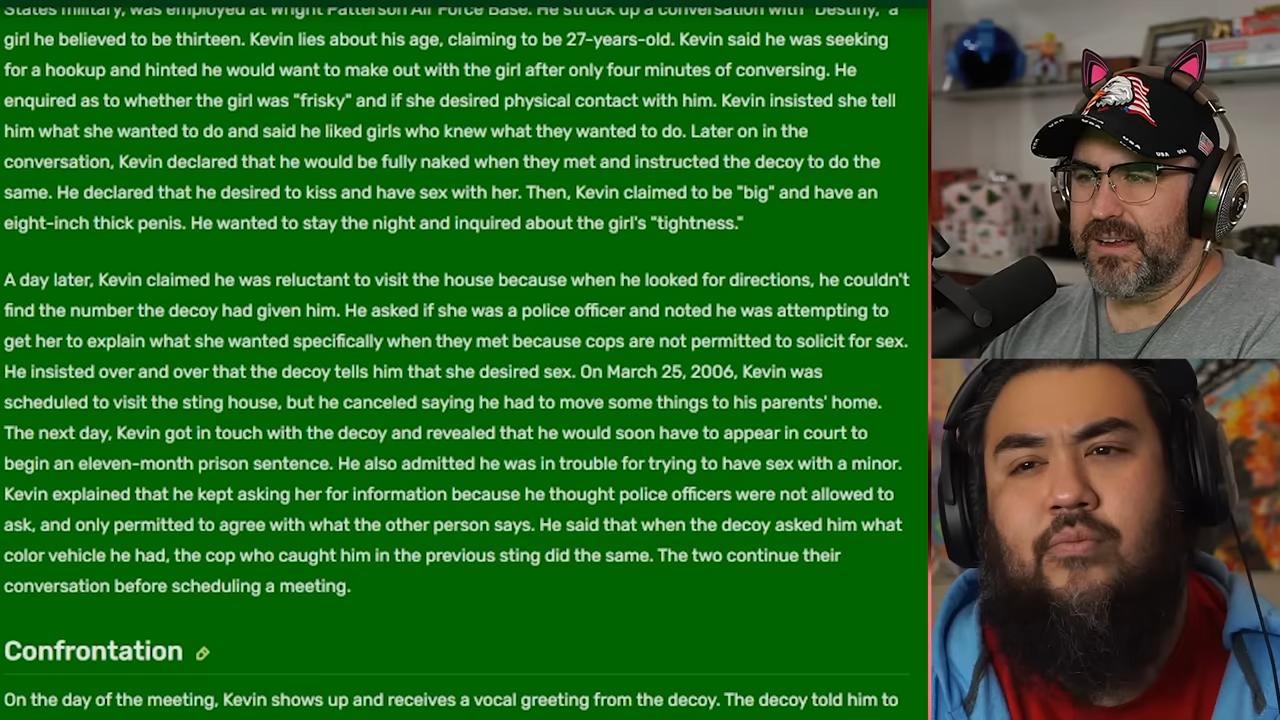 States military, was employed at Wright Patterson Air Force Base. He struck up a conversation with "Destiny," a
girl he believed to be thirteen. Kevin lies about his age, claiming to be 27-years-old. Kevin said he was seeking
for a hookup and hinted he would want to make out with the girl after only four minutes of conversing. He
enquired as to whether the girl was "frisky" and if she desired physical contact with him. Kevin insisted she tell
him what she wanted to do and said he liked girls who knew what they wanted to do. Later on in the
conversation, Kevin declared that he would be fully naked when they met and instructed the decoy to do the
same. He declared that he desired to kiss and have sex with her. Then, Kevin claimed to be "big" and have an
eight-inch thick penis. He wanted to stay the night and inquired about the girl's "tightness."
A day later, Kevin claimed he was reluctant to visit the house because when he looked for directions, he couldn't
find the number the decoy had given him. He asked if she was a police officer and noted he was attempting to
get her to explain what she wanted specifically when they met because cops are not permitted to solicit for sex.
He insisted over and over that the decoy tells him that she desired sex. On March 25, 2006, Kevin was
scheduled to visit the sting house, but he canceled saying he had to move some things to his parents' home.
The next day, Kevin got in touch with the decoy and revealed that he would soon have to appear in court to
begin an eleven-month prison sentence. He also admitted he was in trouble for trying to have sex with a minor.
Kevin explained that he kept asking her for information because he thought police officers were not allowed to
ask, and only permitted to agree with what the other person says. He said that when the decoy asked him what
color vehicle he had, the cop who caught him in the previous sting did the same. The two continue their
conversation before scheduling a meeting.
Confrontation
On the day of the meeting, Kevin shows up and receives a vocal greeting from the decoy. The decoy told him to
USA USA USA USA USA